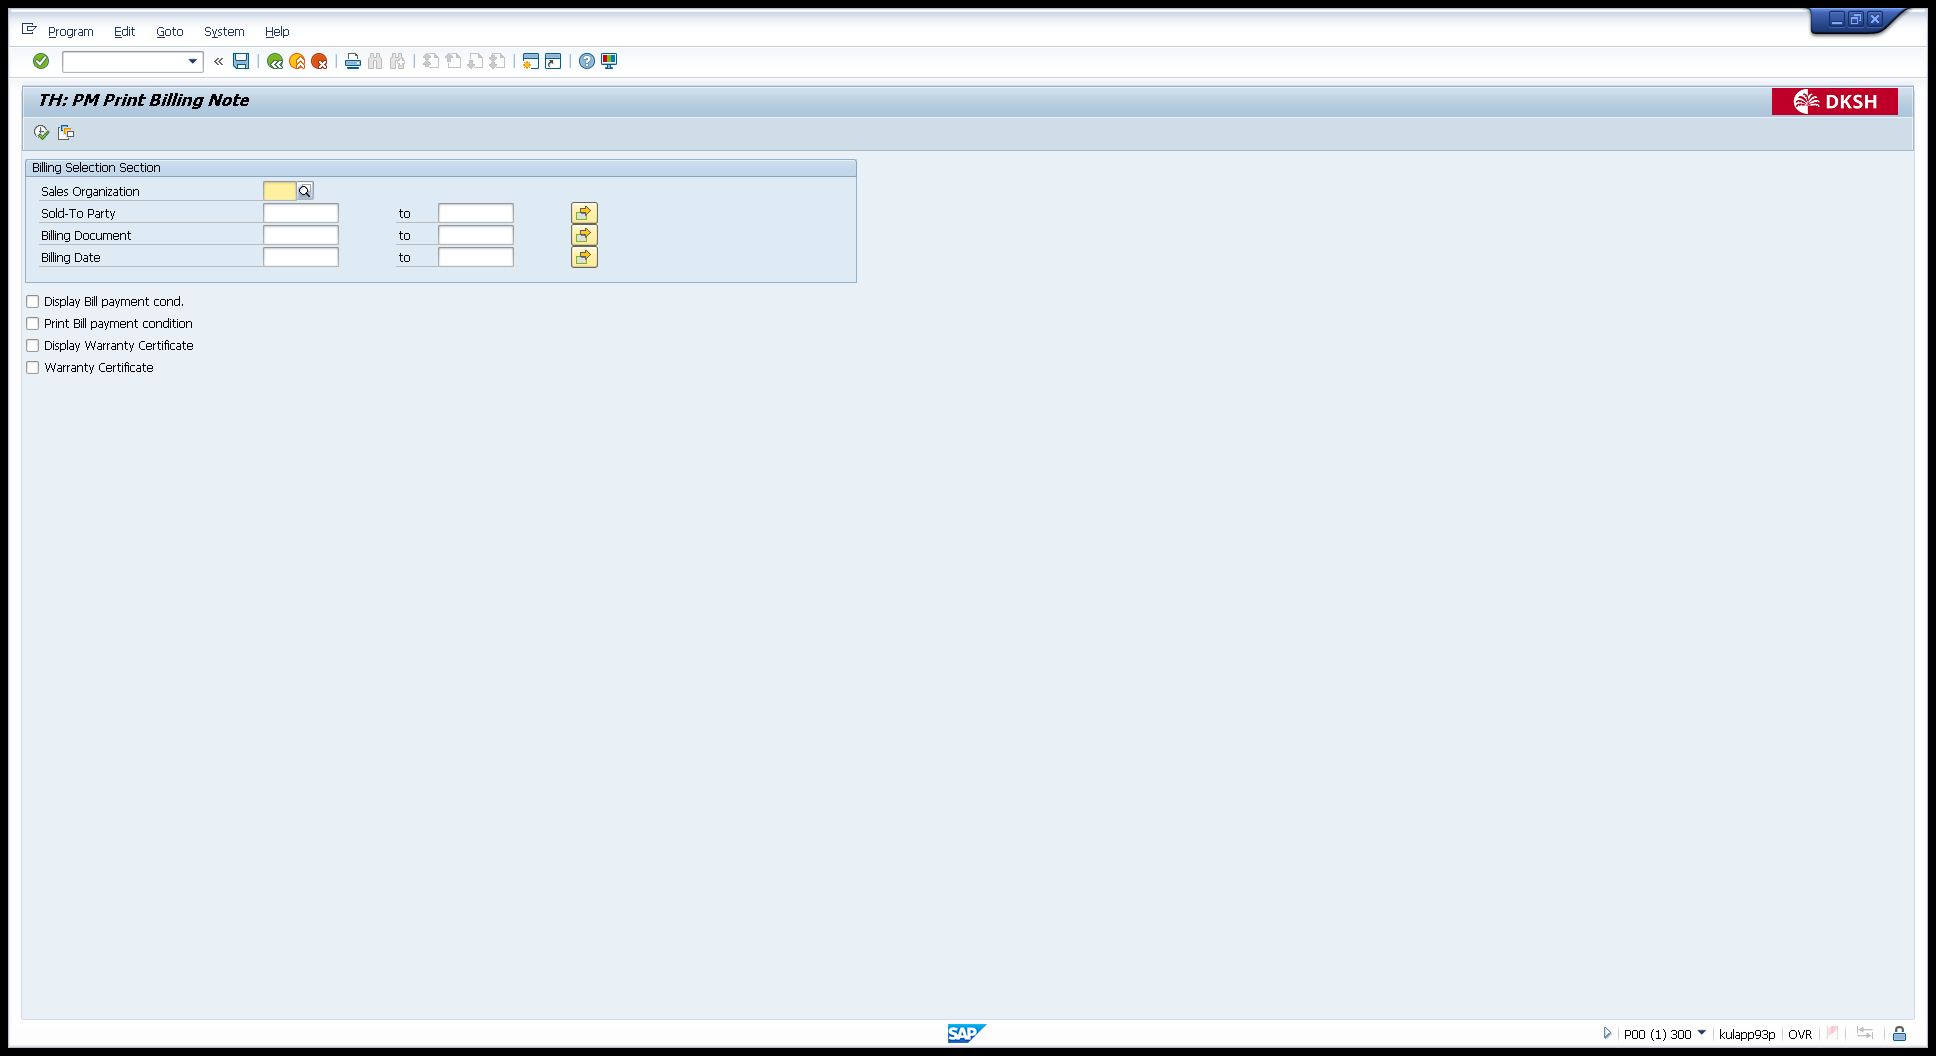 Program Edit Goto System Help
TH: PM Print Billing Note
DKSH
Billing Selection Section
Sales Organization
Sold-To Party to
Billing Document to
Billing Date to
Display Bill payment cond.
Print Bill payment condition
Display Warranty Certificate
Warranty Certificate
SAP
P00 (1) 300 kulapp93p OVR